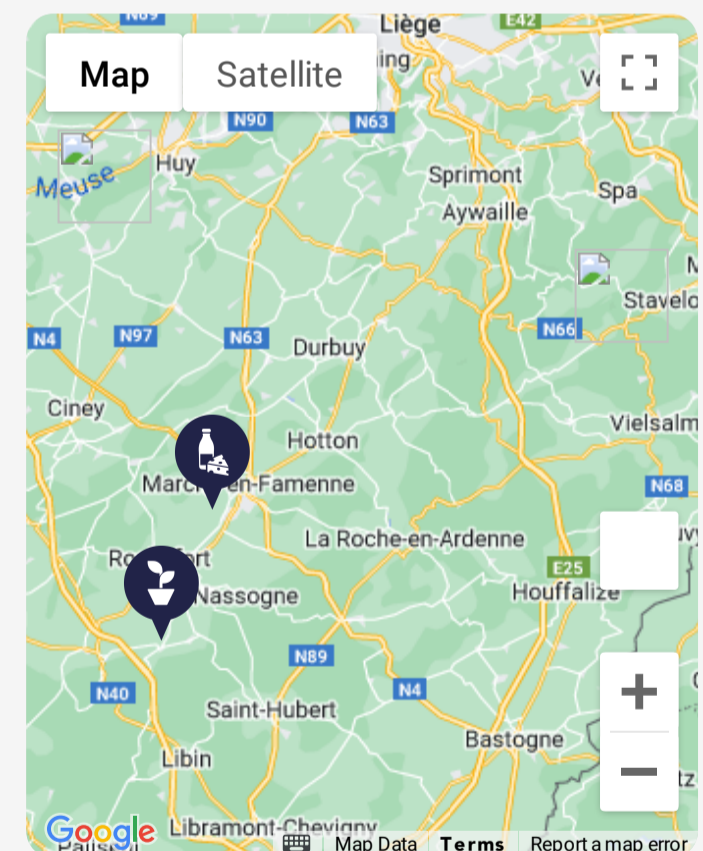 Liège
E42
Map
Satellite
N90
N63
Huy
Meuse
Sprimont
Spa
Aywaille
N4
N97
N63
N66
Durbuy
Ciney
Hotton
Vielsalm
en-Famenne
N68
La Roche-en-Ardenne
E25
Houffalize
Nassogne
N89
N40
N4
Saint-Hubert
Bastogne
Libin
Google
Libramont-Chevigny
Map Data
Terms
Report a map error